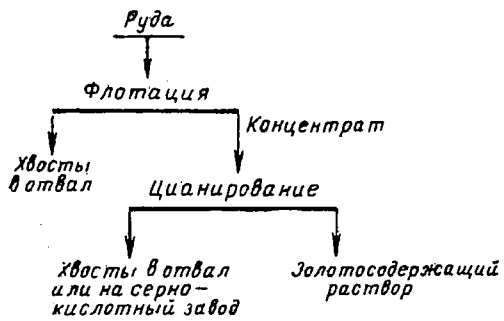 Руда
Флотация
Концентрат
Хвосты
в отвал
Цианирование
Хвосты в отвал
или на серно-
кислотный завод
Золотосодержащий
раствор